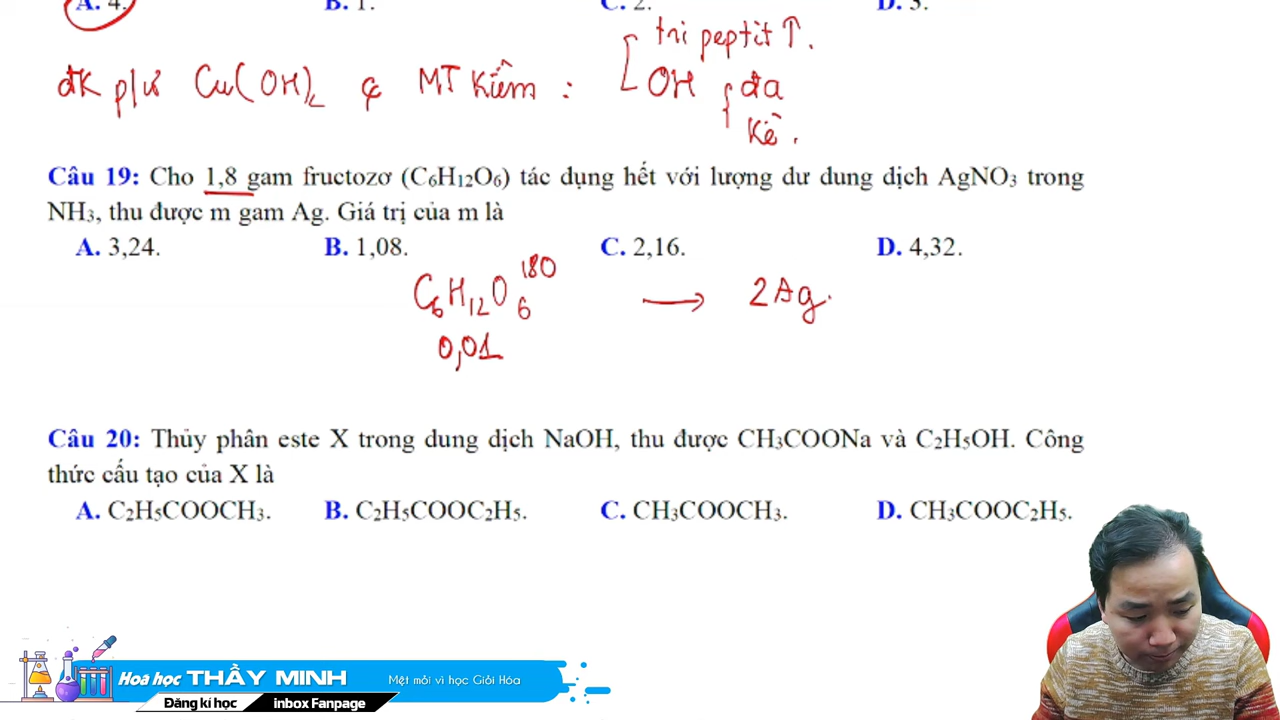 A. 4. B. 1. C. 2. D. 3.
tri peptit ↑.
đK p/ư Cu(OH)2 & MT Kiềm : OH đa
Kề.
Câu 19: Cho 1,8 gam fructozơ (C6H12O6) tác dụng hết với lượng dư dung dịch AgNO3 trong
NH3, thu được m gam Ag. Giá trị của m là
A. 3,24. B. 1,08. C. 2,16. D. 4,32.
C6H12O6 180 → 2Ag.
0,01
Câu 20: Thủy phân este X trong dung dịch NaOH, thu được CH3COONa và C2H5OH. Công
thức cấu tạo của X là
A. C2H5COOCH3. B. C2H5COOC2H5. C. CH3COOCH3. D. CH3COOC2H5.
Hoá học THẦY MINH Mệt mỏi vì học Giỏi Hóa
Đăng kí học inbox Fanpage